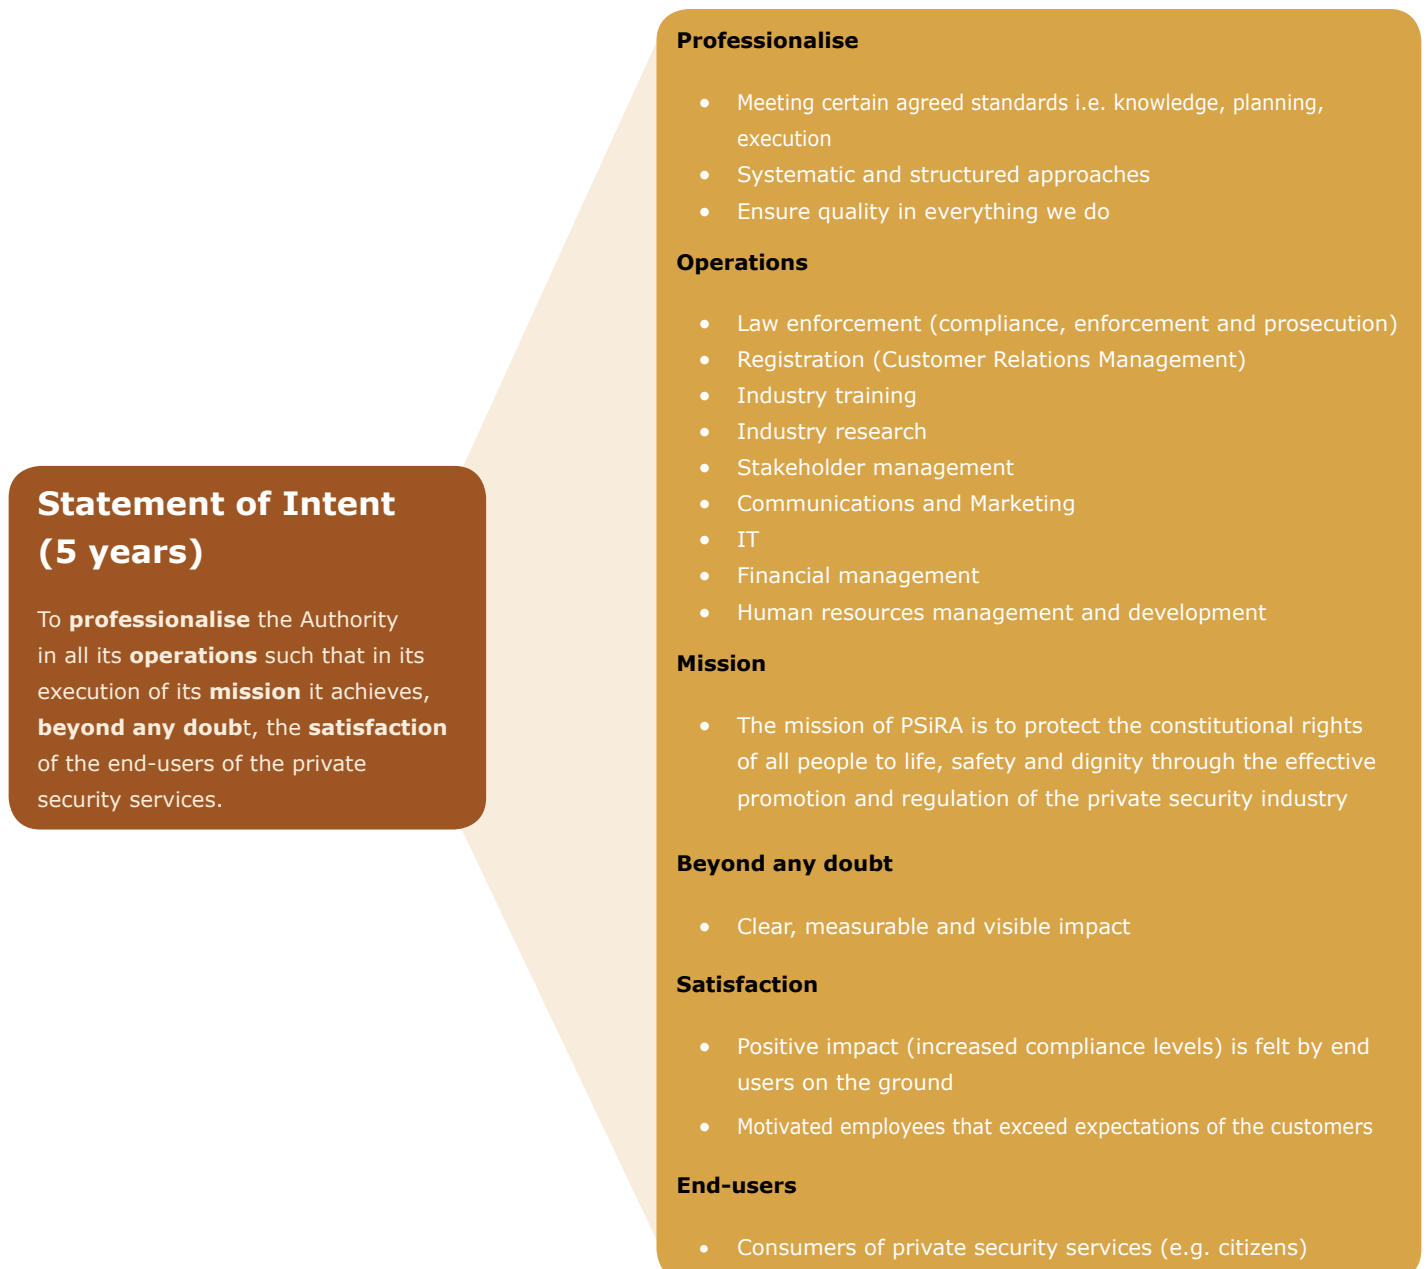 Statement of Intent
(5 years)
To professionalise the Authority
in all its operations such that in its
execution of its mission it achieves,
beyond any doubt, the satisfaction
of the end-users of the private
security services.
Professionalise
• Meeting certain agreed standards i.e. knowledge, planning,
execution
• Systematic and structured approaches
• Ensure quality in everything we do
Operations
• Law enforcement (compliance, enforcement and prosecution)
• Registration (Customer Relations Management)
• Industry training
• Industry research
• Stakeholder management
• Communications and Marketing
• IT
• Financial management
• Human resources management and development
Mission
• The mission of PSiRA is to protect the constitutional rights
of all people to life, safety and dignity through the effective
promotion and regulation of the private security industry
Beyond any doubt
• Clear, measurable and visible impact
Satisfaction
• Positive impact (increased compliance levels) is felt by end
users on the ground
• Motivated employees that exceed expectations of the customers
End-users
• Consumers of private security services (e.g. citizens)